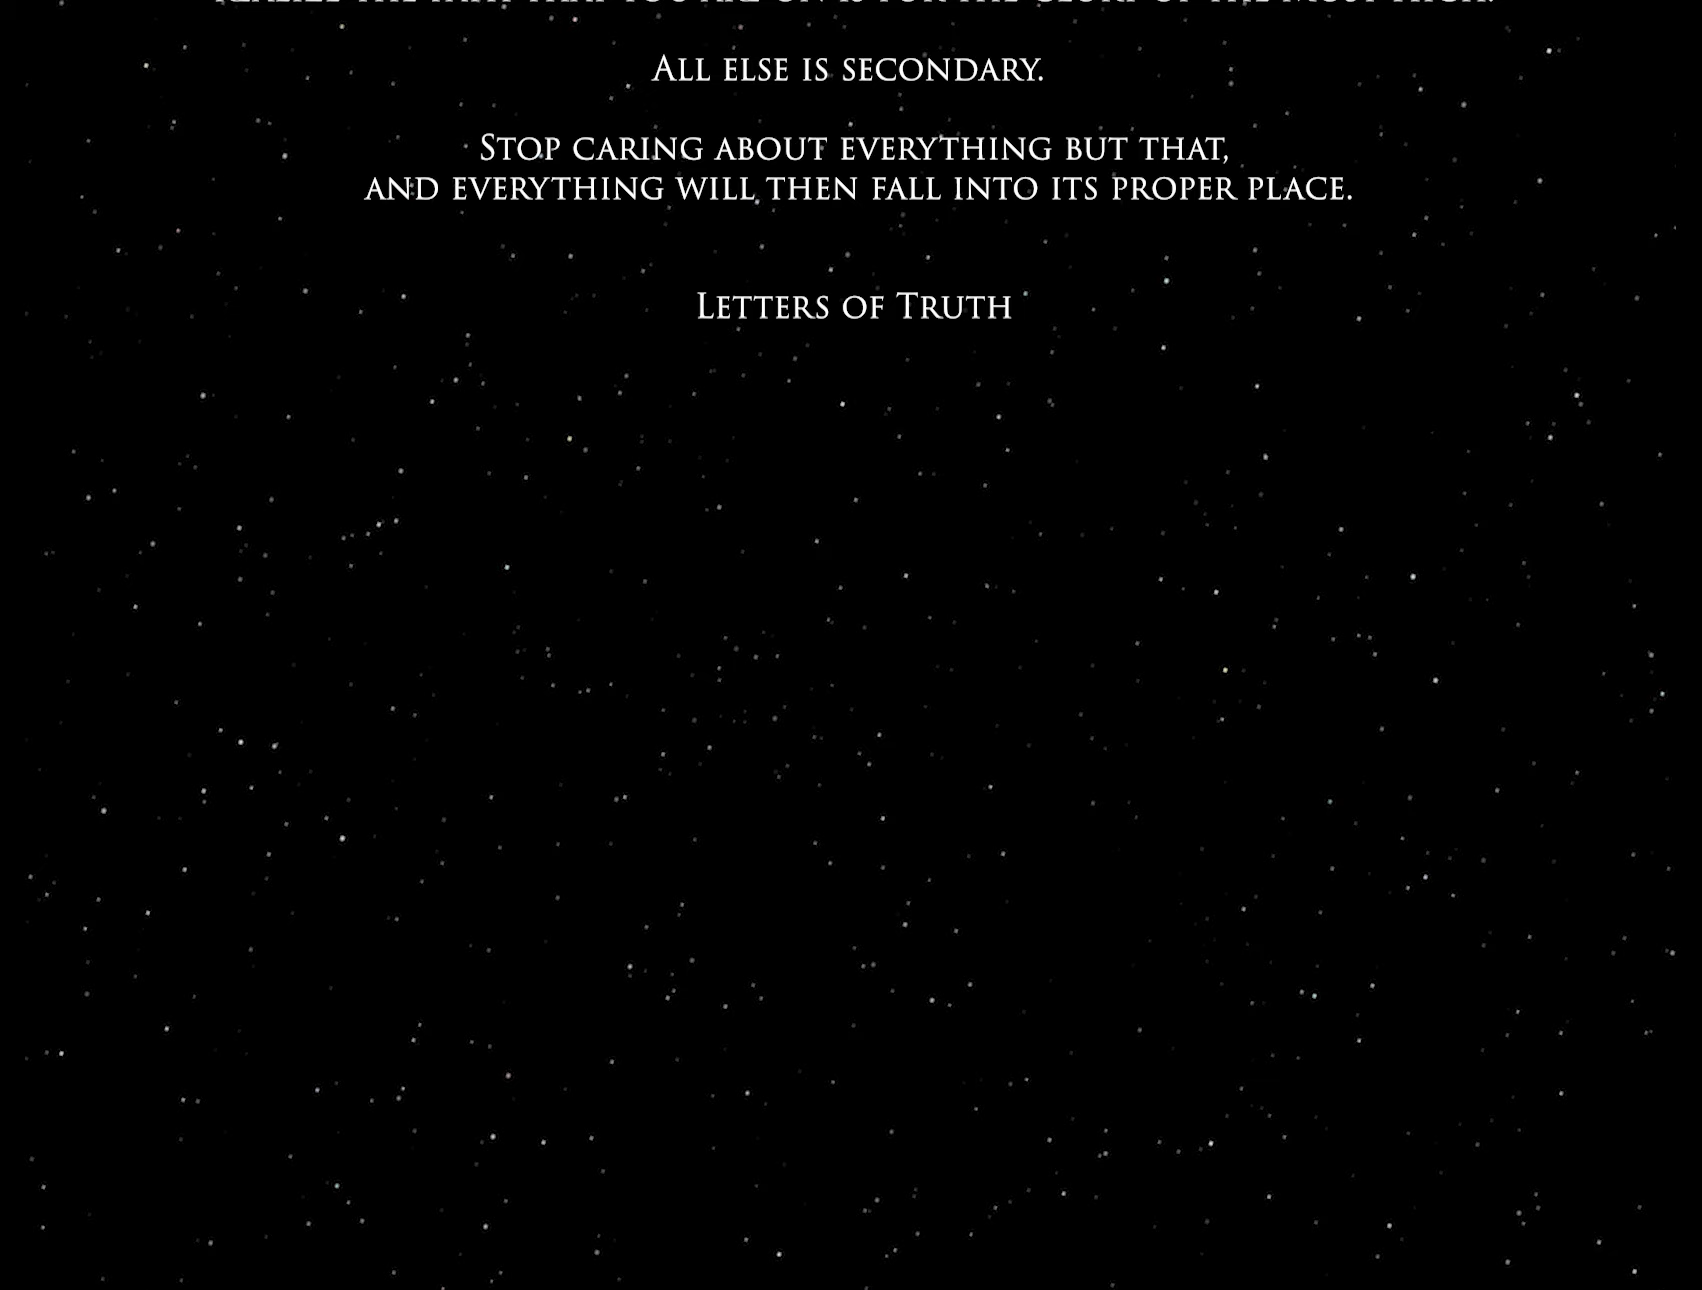 All else is secondary.
Stop caring about everything but that,
and everything will then fall into its proper place.
Letters of Truth